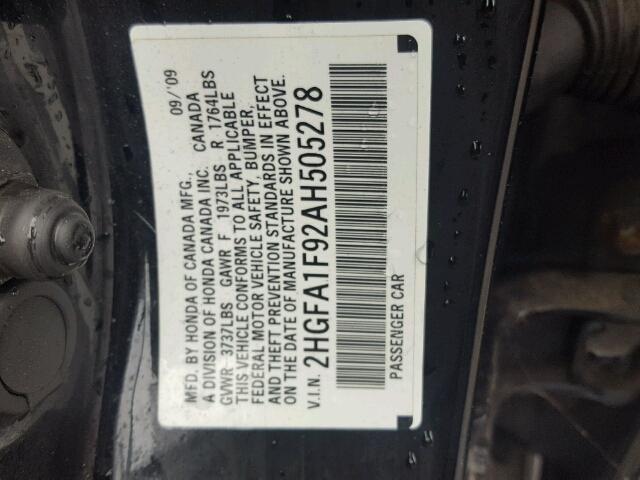 MFD. BY HONDA OF CANADA MFG., CANADA 09/'09
A DIVISION OF HONDA CANADA INC.
GVWR 3737LBS GAWR F 1973LBS R 1764LBS
THIS VEHICLE CONFORMS TO ALL APPLICABLE
FEDERAL MOTOR VEHICLE SAFETY, BUMPER,
AND THEFT PREVENTION STANDARDS IN EFFECT
ON THE DATE OF MANUFACTURE SHOWN ABOVE.
V.I.N. 2HGFA1F92AH505278
PASSENGER CAR